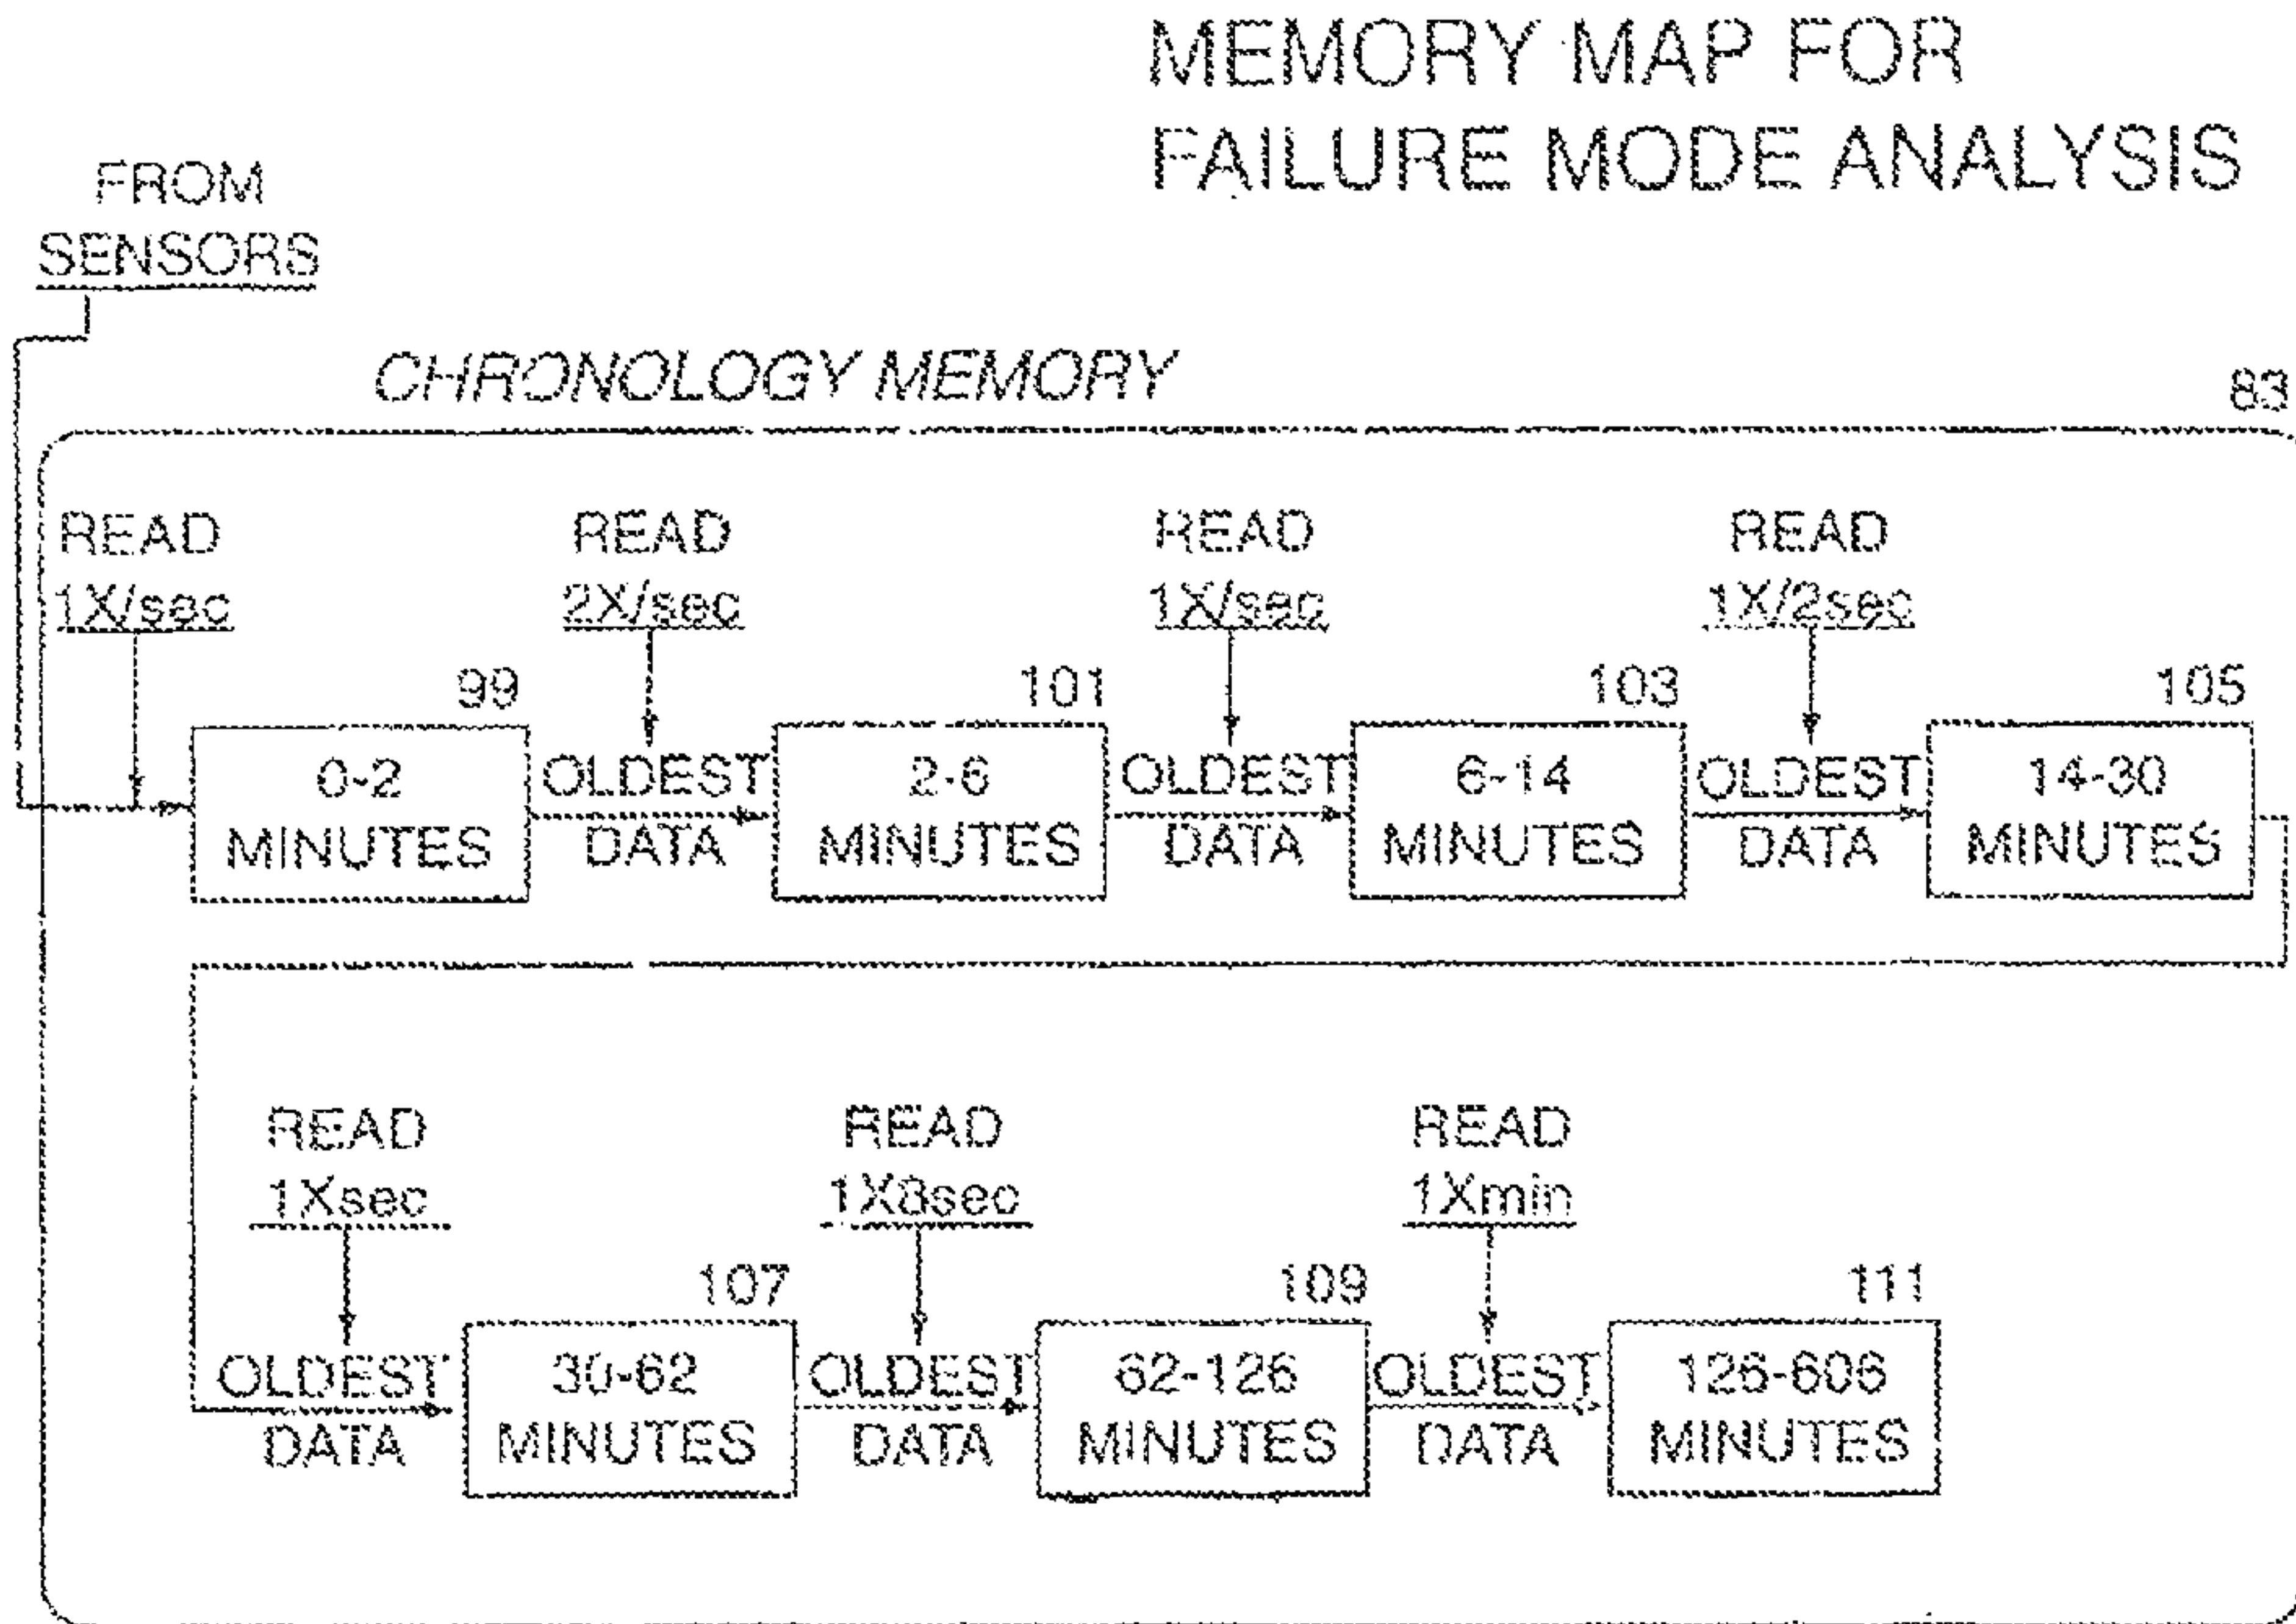 MEMORY MAP FOR
FAILURE MODE ANALYSIS
FROM
SENSORS
CHRONOLOGY MEMORY
83
READ
1X/sec
READ
2X/sec
READ
1X/sec
READ
1X/2sec
99
101
103
105
0-2
MINUTES
OLDEST
DATA
2-6
MINUTES
OLDEST
DATA
6-14
MINUTES
OLDEST
DATA
14-30
MINUTES
READ
1Xsec
READ
1X8sec
READ
1Xmin
107
109
111
OLDEST
DATA
30-62
MINUTES
OLDEST
DATA
62-126
MINUTES
OLDEST
DATA
126-606
MINUTES